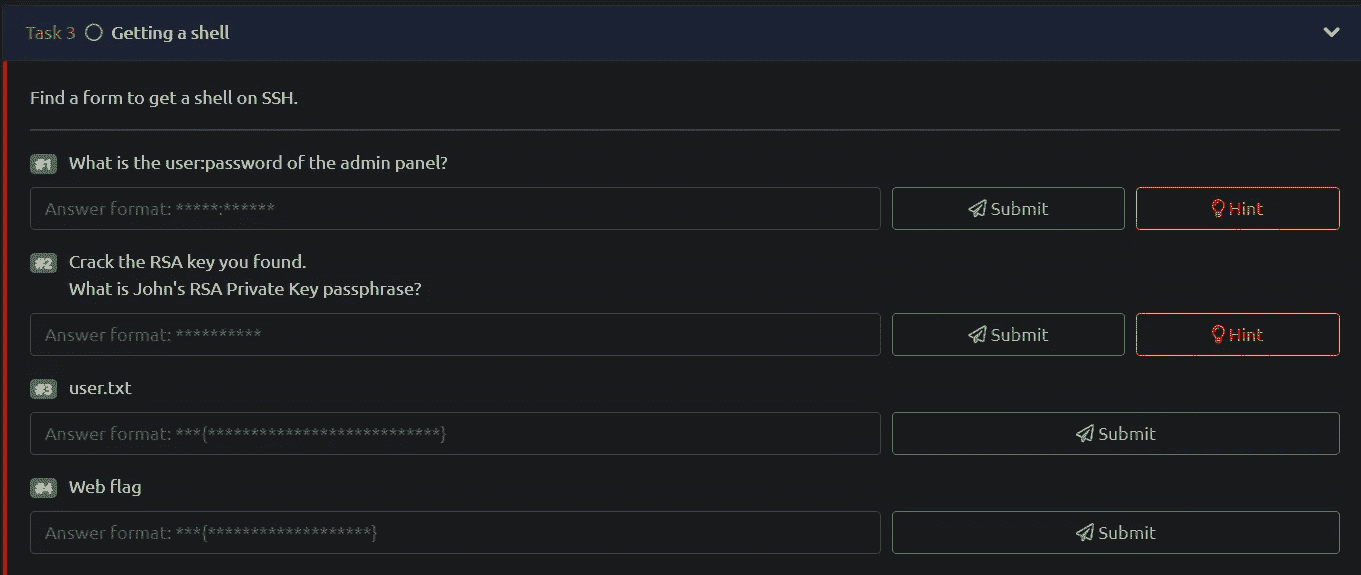 Task 3 Getting a shell
Find a form to get a shell on SSH.
#1 What is the user:password of the admin panel?
Answer format: *****:****** Submit Hint
#2 Crack the RSA key you found.
What is John's RSA Private Key passphrase?
Answer format: ********** Submit Hint
#3 user.txt
Answer format: ***{***************************} Submit
#4 Web flag
Answer format: ***{*******************} Submit